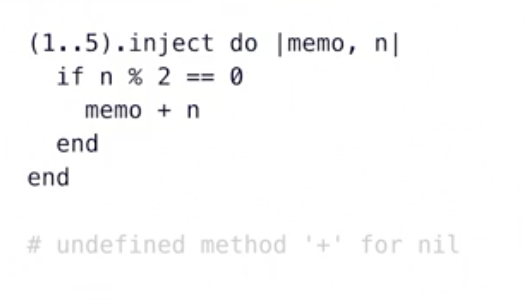 (1..5).inject do |memo, n|
  if n % 2 == 0
    memo + n
  end
end
# undefined method '+' for nil